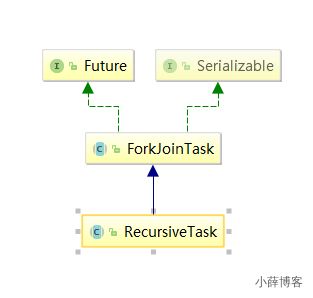 Future
Serializable
ForkJoinTask
RecursiveTask
小薛博客